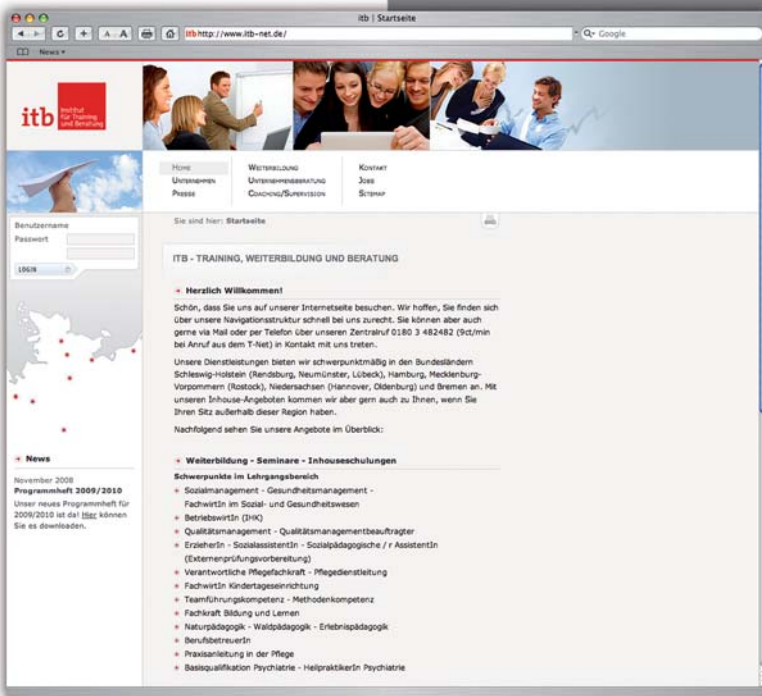 itb | Startseite
itb http://www.itb-net.de/
Q- Google
News
itb
Institut
für Training
und Beratung
Home
Weiterbildung
Kontakt
Unternehmen
Unternehmensberatung
Jobs
Presse
Coaching/Supervision
Sitemap
Sie sind hier: Startseite
Benutzername
Passwort
LOGIN
ITB - TRAINING, WEITERBILDUNG UND BERATUNG
Herzlich Willkommen!
Schön, dass Sie uns auf unserer Internetseite besuchen. Wir hoffen, Sie finden sich
über unsere Navigationsstruktur schnell bei uns zurecht. Sie können aber auch
gerne via Mail oder per Telefon über unseren Zentralruf 0180 3 482482 (9ct/min
bei Anruf aus dem T-Net) in Kontakt mit uns treten.
Unsere Dienstleistungen bieten wir schwerpunktmäßig in den Bundesländern
Schleswig-Holstein (Rendsburg, Neumünster, Lübeck), Hamburg, Mecklenburg-
Vorpommern (Rostock), Niedersachsen (Hannover, Oldenburg) und Bremen an. Mit
unseren Inhouse-Angeboten kommen wir aber gern auch zu Ihnen, wenn Sie
Ihren Sitz außerhalb dieser Region haben.
Nachfolgend sehen Sie unsere Angebote im Überblick:
News
November 2008
Programmheft 2009/2010
Unser neues Programmheft für
2009/2010 ist da! Hier können
Sie es downloaden.
Weiterbildung - Seminare - Inhouseschulungen
Schwerpunkte im Lehrgangsbereich
Sozialmanagement - Gesundheitsmanagement -
FachwirtIn im Sozial- und Gesundheitswesen
BetriebswirtIn (IHK)
Qualitätsmanagement - Qualitätsmanagementbeauftragter
ErzieherIn - SozialassistentIn - Sozialpädagogische / r AssistentIn
(Externenprüfungsvorbereitung)
Verantwortliche Pflegefachkraft - Pflegedienstleitung
FachwirtIn Kindertageseinrichtung
Teamführungskompetenz - Methodenkompetenz
Fachkraft Bildung und Lernen
Naturpädagogik - Waldpädagogik - Erlebnispädagogik
BerufsbetreuerIn
Praxisanleitung in der Pflege
Basisqualifikation Psychiatrie - HeilpraktikerIn Psychiatrie